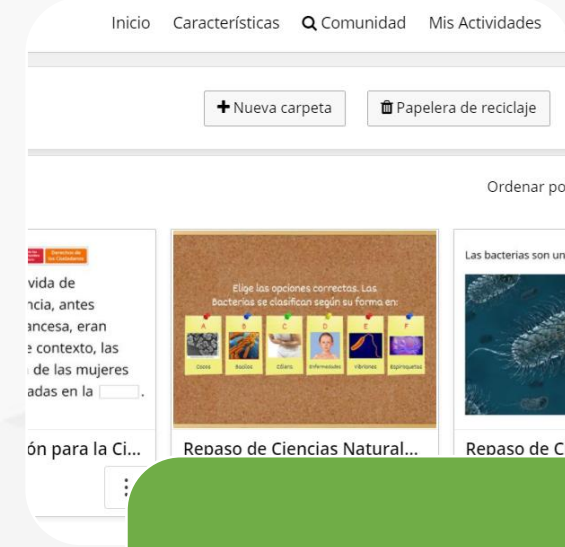 Inicio Características Comunidad Mis Actividades
Nueva carpeta Papelera de reciclaje
Ordenar po
Derechos de
los Ciudadanos
vida de
ncia, antes
ancesa, eran
e contexto, las
de las mujeres
adas en la .
ón para la Ci...
Elige las opciones correctas. Las
Bacterias se clasifican según su forma en:
A B C D E F
Cocos Bacilos Ciliars Enfermedades Vibriones Espiroquetas
Repaso de Ciencias Natural...
Las bacterias son un
Repaso de C